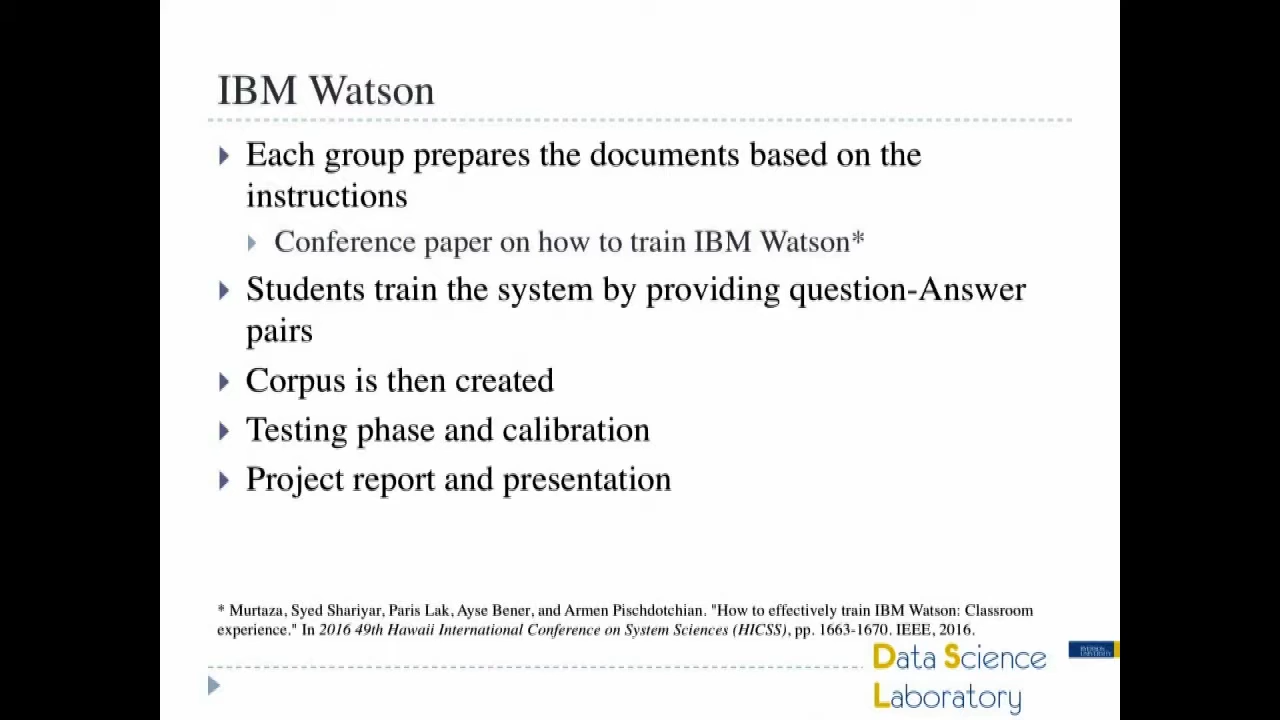 IBM Watson
Each group prepares the documents based on the
instructions
Conference paper on how to train IBM Watson*
Students train the system by providing question-Answer
pairs
Corpus is then created
Testing phase and calibration
Project report and presentation
* Murtaza, Syed Shariyar, Paris Lak, Ayse Bener, and Armen Pischdotchian. "How to effectively train IBM Watson: Classroom
experience." In 2016 49th Hawaii International Conference on System Sciences (HICSS), pp. 1663-1670. IEEE, 2016.
Data Science
Laboratory
RYERSON
UNIVERSITY